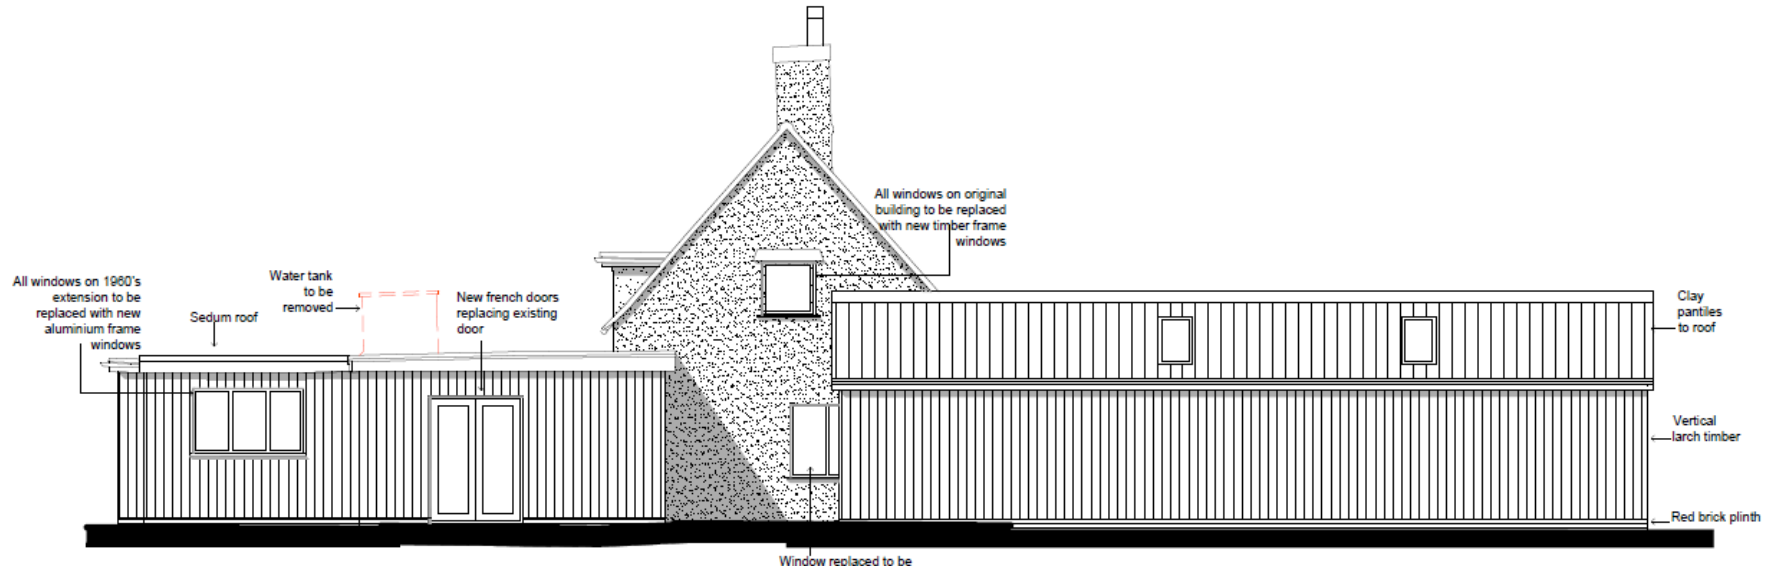 All windows on original
building to be replaced
with new timber frame
windows
All windows on 1960's
extension to be
replaced with new
aluminium frame
windows
Water tank
to be
removed
Sedum roof
New french doors
replacing existing
door
Clay
pantiles
to roof
Vertical
larch timber
Red brick plinth
Window replaced to be